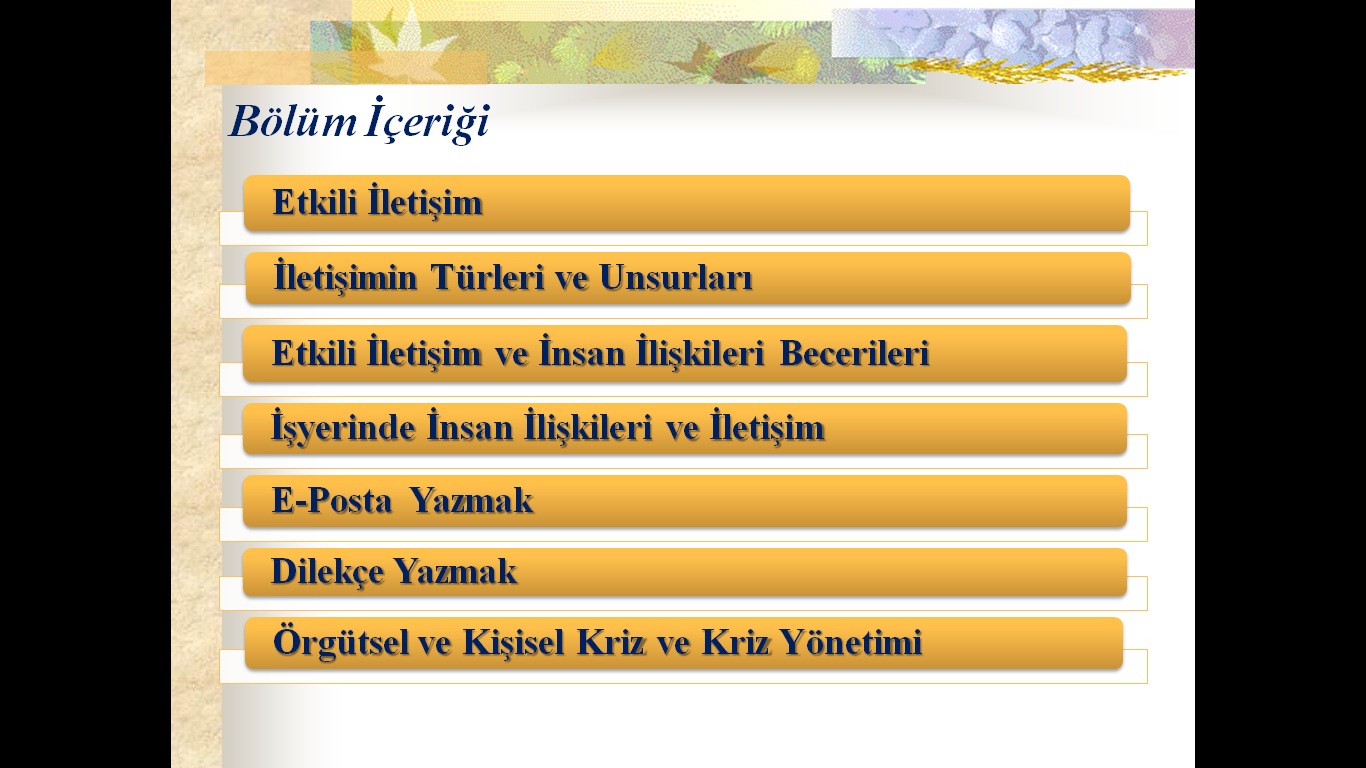 Bölüm İçeriği
Etkili İletişim
İletişimin Türleri ve Unsurları
Etkili İletişim ve İnsan İlişkileri Becerileri
İşyerinde İnsan İlişkileri ve İletişim
E-Posta Yazmak
Dilekçe Yazmak
Örgütsel ve Kişisel Kriz ve Kriz Yönetimi